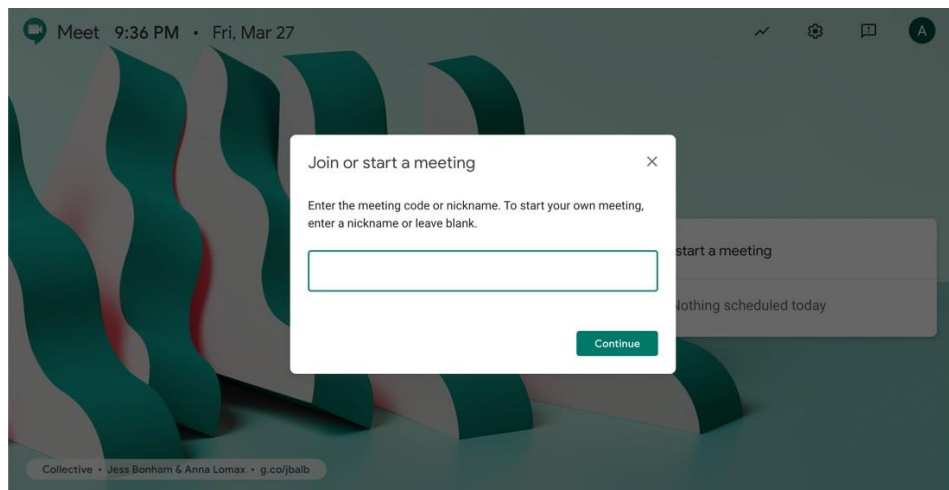 Meet 9:36 PM • Fri, Mar 27
A
Join or start a meeting
Enter the meeting code or nickname. To start your own meeting,
enter a nickname or leave blank.
Continue
start a meeting
Nothing scheduled today
Collective • Jess Bonham & Anna Lomax • g.co/jbalb